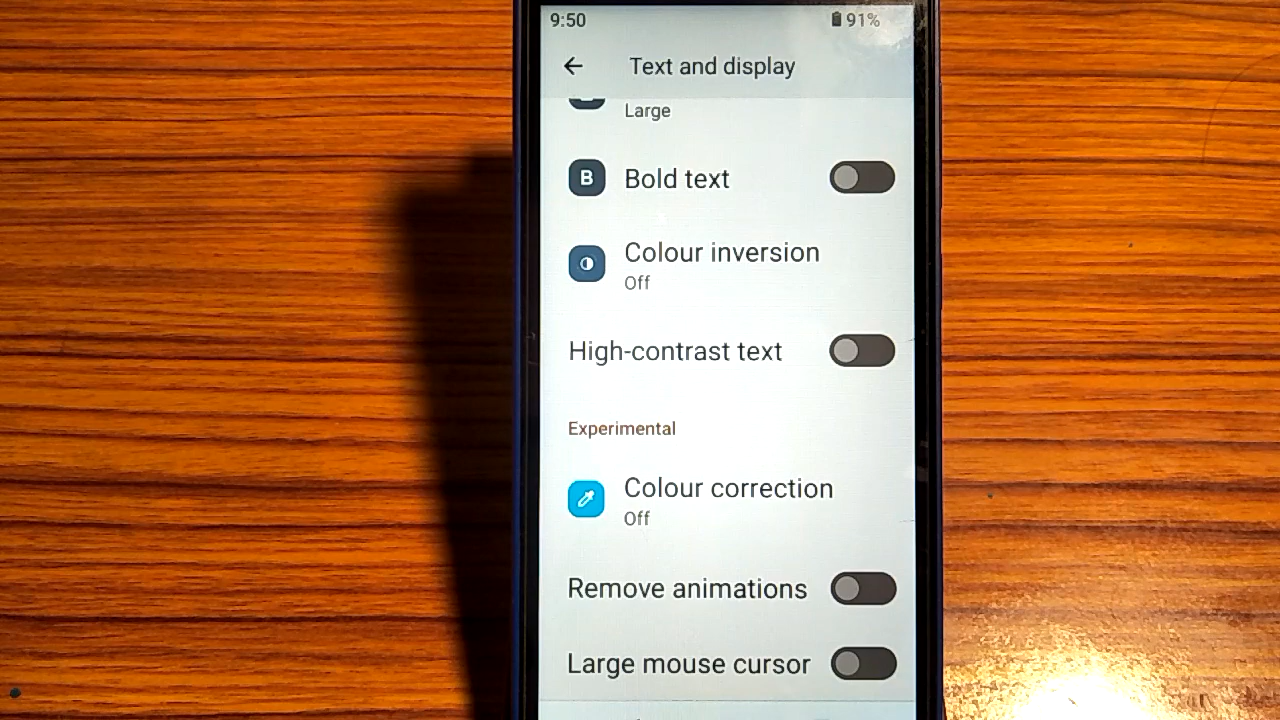 9:50 91%
Text and display
Large
B Bold text
Colour inversion
Off
High-contrast text
Experimental
Colour correction
Off
Remove animations
Large mouse cursor